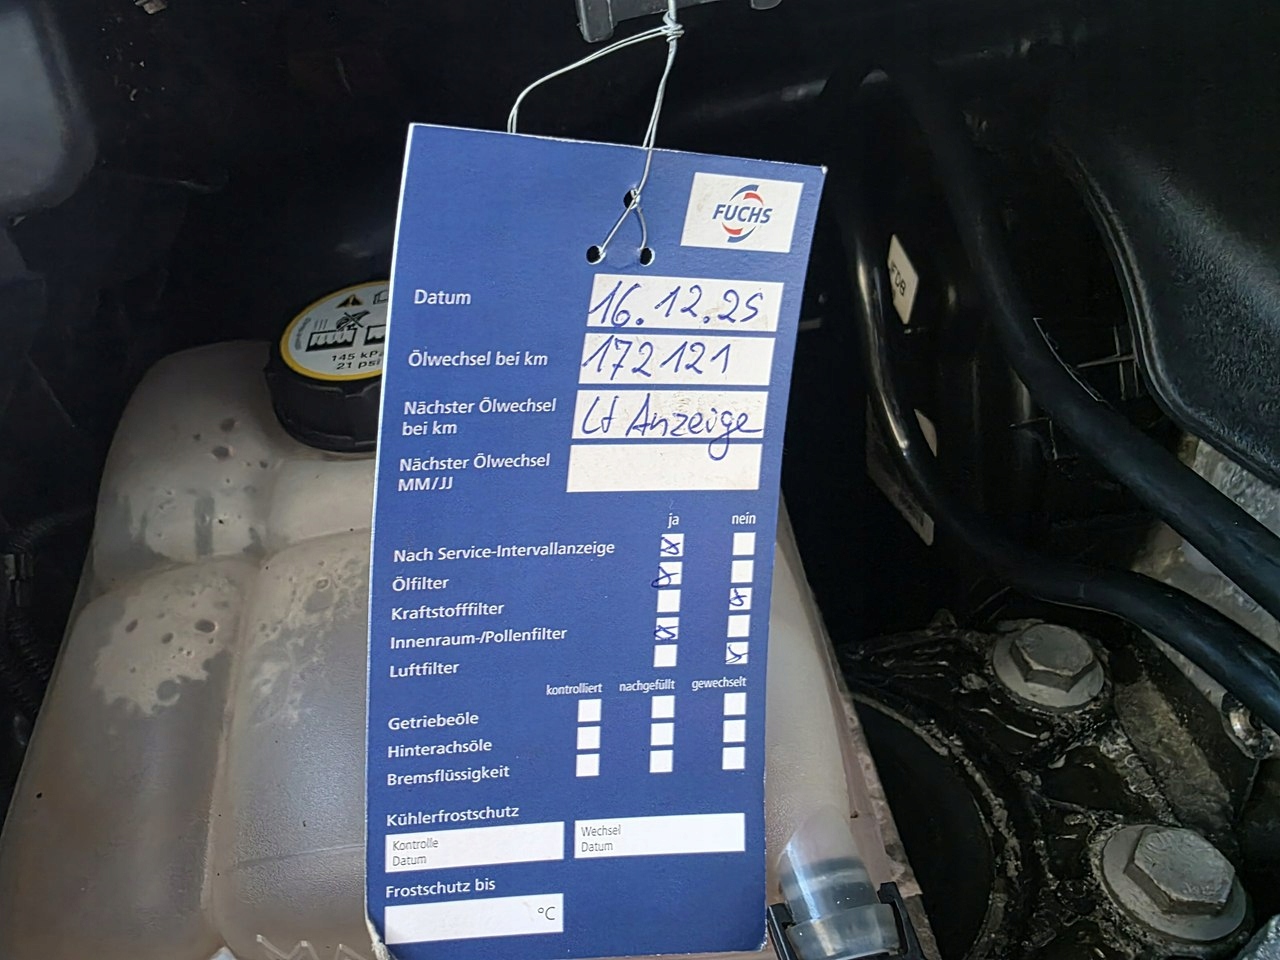 FUCHS
Datum 16.12.25
Ölwechsel bei km 172121
Nächster Ölwechsel
bei km Lt Anzeige
Nächster Ölwechsel
MM/JJ
ja nein
Nach Service-Intervallanzeige
Ölfilter
Kraftstofffilter
Innenraum-/Pollenfilter
Luftfilter
kontrolliert nachgefüllt gewechselt
Getriebeöle
Hinterachsöle
Bremsflüssigkeit
Kühlerfrostschutz
Kontrolle
Datum
Wechsel
Datum
Frostschutz bis
°C
145 kP
21 psi